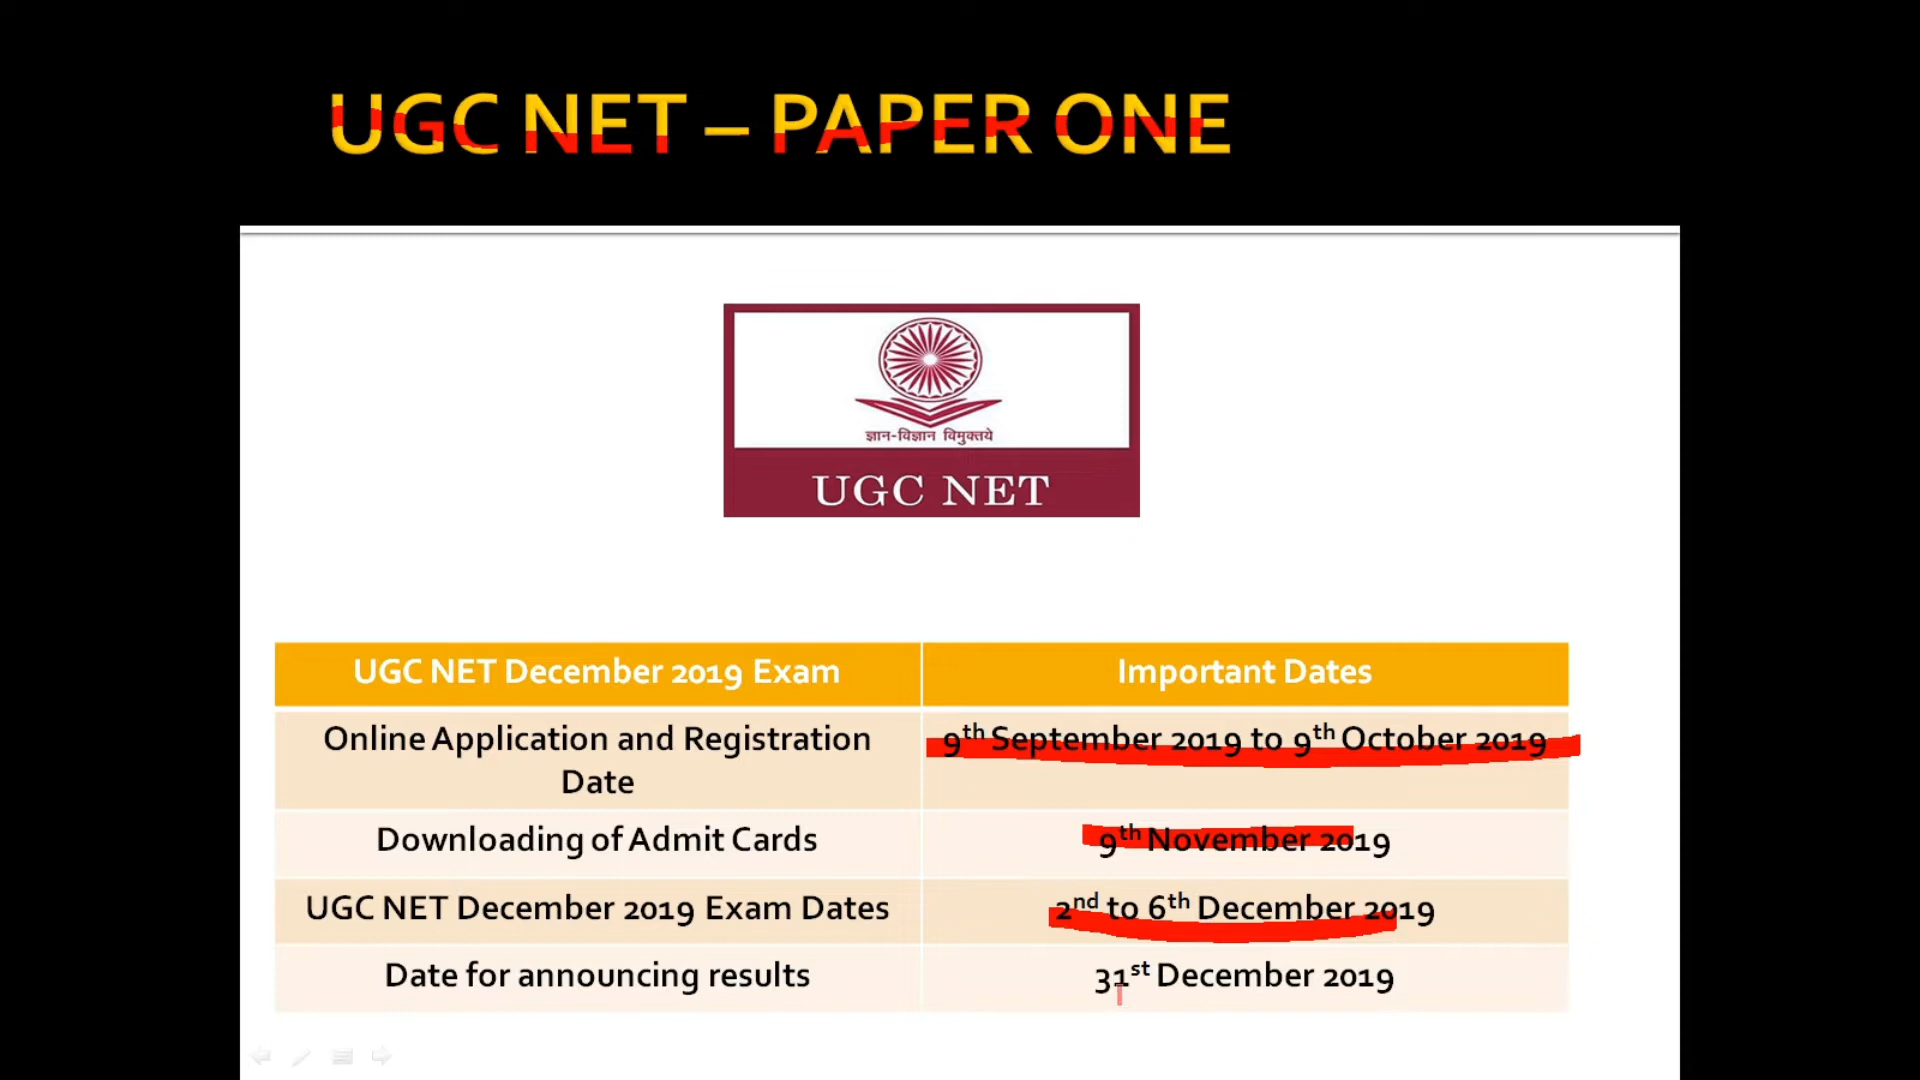 UGC NET – PAPER ONE
ज्ञान-विज्ञान विमुक्तये
UGC NET
UGC NET December 2019 Exam Important Dates
Online Application and Registration Date 9th September 2019 to 9th October 2019
Downloading of Admit Cards 9th November 2019
UGC NET December 2019 Exam Dates 2nd to 6th December 2019
Date for announcing results 31st December 2019